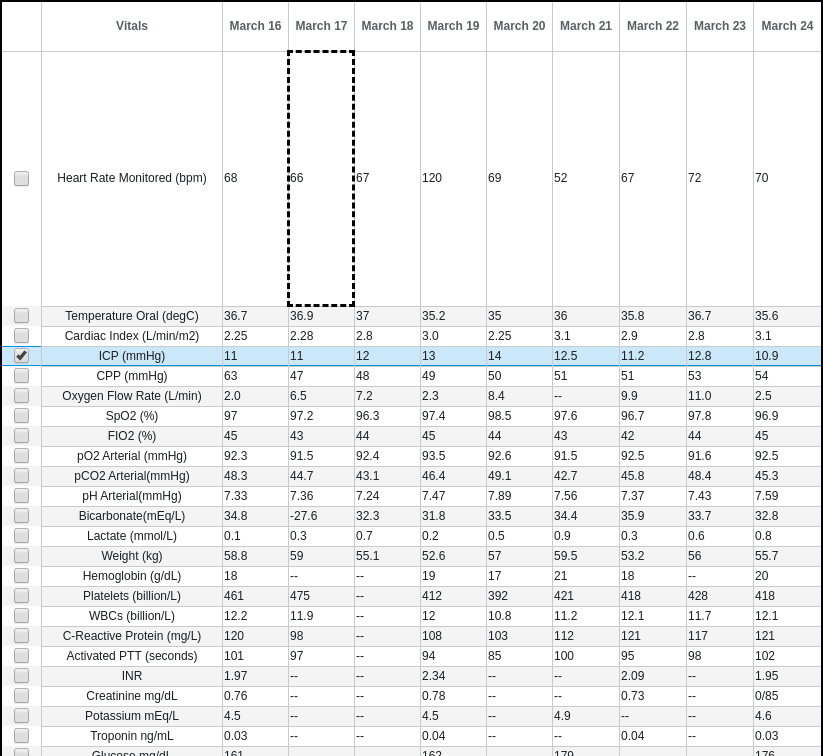 Vitals March 16 March 17 March 18 March 19 March 20 March 21 March 22 March 23 March 24
Heart Rate Monitored (bpm) 68 66 67 120 69 52 67 72 70
Temperature Oral (degC) 36.7 36.9 37 35.2 35 36 35.8 36.7 35.6
Cardiac Index (L/min/m2) 2.25 2.28 2.8 3.0 2.25 3.1 2.9 2.8 3.1
ICP (mmHg) 11 11 12 13 14 12.5 11.2 12.8 10.9
CPP (mmHg) 63 47 48 49 50 51 51 53 54
Oxygen Flow Rate (L/min) 2.0 6.5 7.2 2.3 8.4 -- 9.9 11.0 2.5
SpO2 (%) 97 97.2 96.3 97.4 98.5 97.6 96.7 97.8 96.9
FIO2 (%) 45 43 44 45 44 43 42 44 45
pO2 Arterial (mmHg) 92.3 91.5 92.4 93.5 92.6 91.5 92.5 91.6 92.5
pCO2 Arterial(mmHg) 48.3 44.7 43.1 46.4 49.1 42.7 45.8 48.4 45.3
pH Arterial(mmHg) 7.33 7.36 7.24 7.47 7.89 7.56 7.37 7.43 7.59
Bicarbonate(mEq/L) 34.8 -27.6 32.3 31.8 33.5 34.4 35.9 33.7 32.8
Lactate (mmol/L) 0.1 0.3 0.7 0.2 0.5 0.9 0.3 0.6 0.8
Weight (kg) 58.8 59 55.1 52.6 57 59.5 53.2 56 55.7
Hemoglobin (g/dL) 18 -- -- 19 17 21 18 -- 20
Platelets (billion/L) 461 475 -- 412 392 421 418 428 418
WBCs (billion/L) 12.2 11.9 -- 12 10.8 11.2 12.1 11.7 12.1
C-Reactive Protein (mg/L) 120 98 -- 108 103 112 121 117 121
Activated PTT (seconds) 101 97 -- 94 85 100 95 98 102
INR 1.97 -- -- 2.34 -- -- 2.09 -- 1.95
Creatinine mg/dL 0.76 -- -- 0.78 -- -- 0.73 -- 0/85
Potassium mEq/L 4.5 -- -- 4.5 -- 4.9 -- -- 4.6
Troponin ng/mL 0.03 -- -- 0.04 -- -- 0.04 -- 0.03
Glucose mg/dL 161 162 179 176